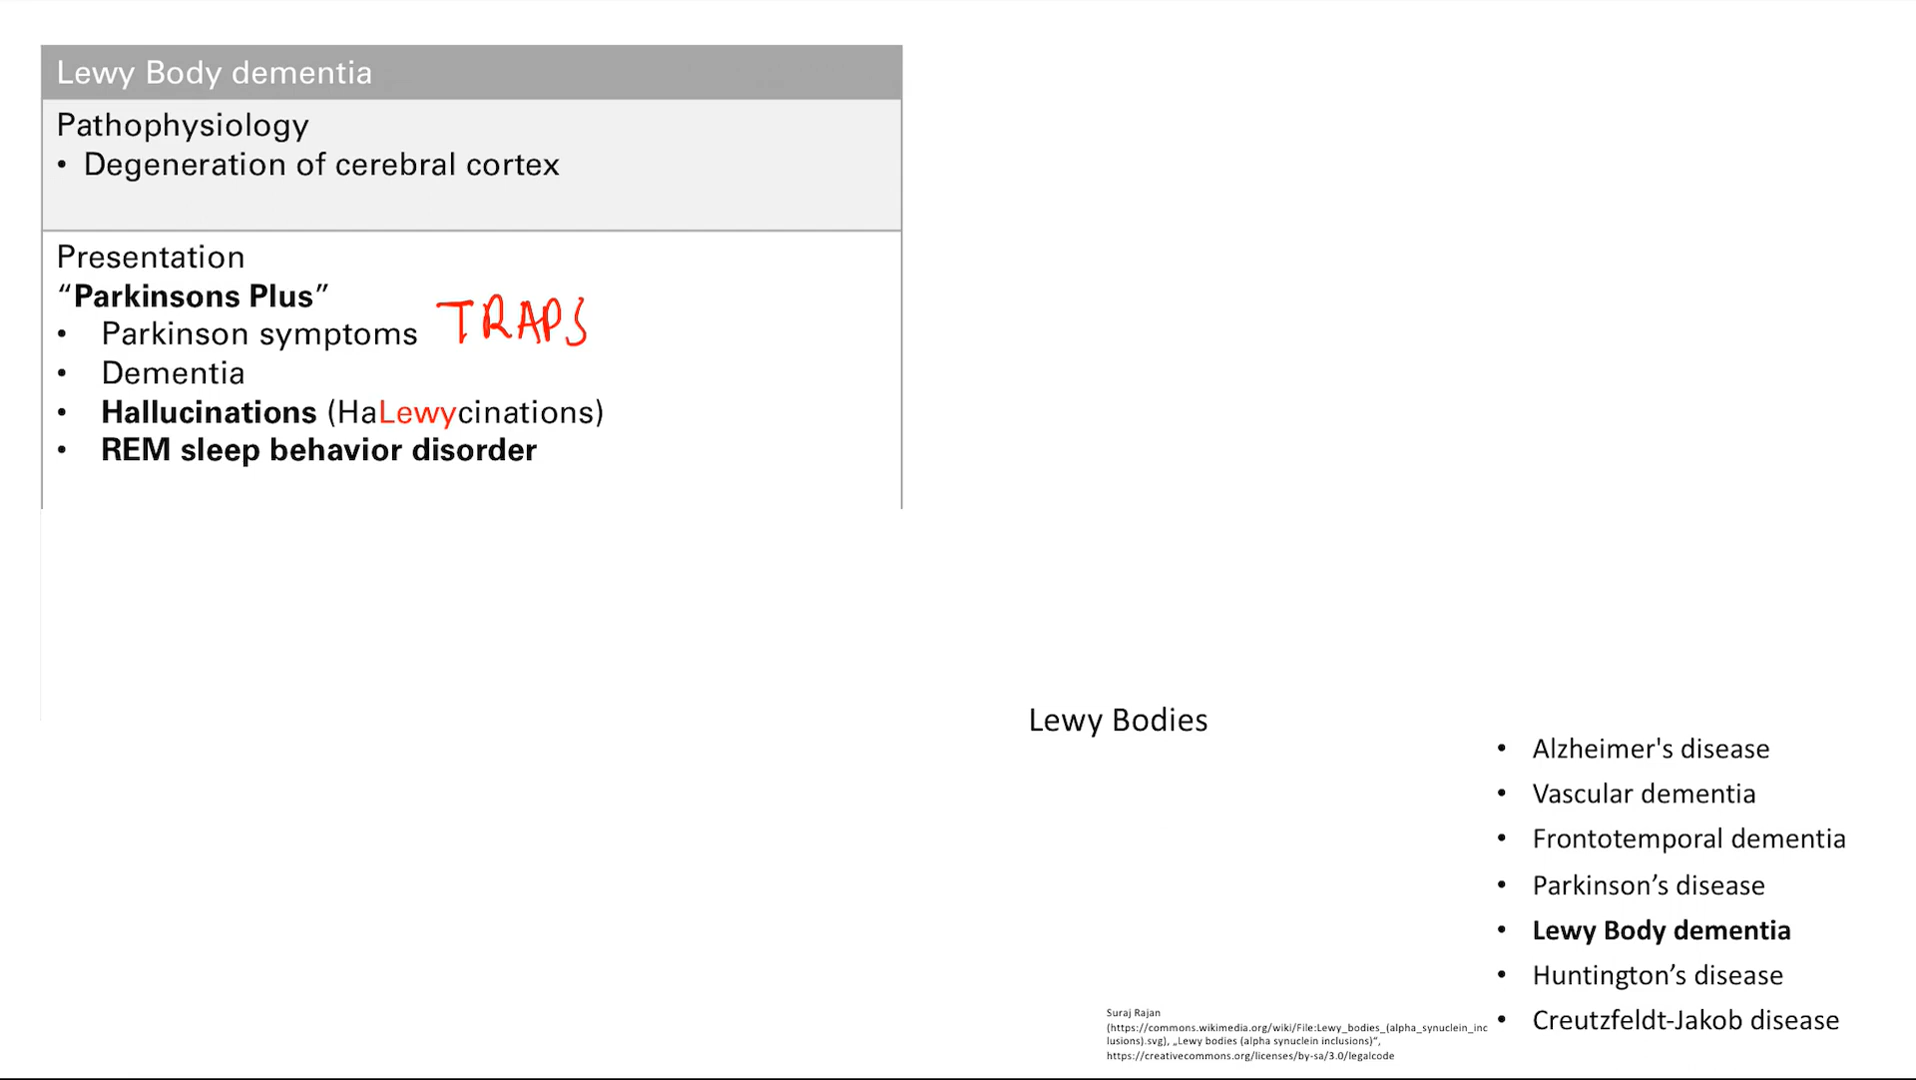 Lewy Body dementia
Pathophysiology
• Degeneration of cerebral cortex
Presentation
“Parkinsons Plus”
• Parkinson symptoms TRAPS
• Dementia
• Hallucinations (HaLewycinations)
• REM sleep behavior disorder
Lewy Bodies
• Alzheimer's disease
• Vascular dementia
• Frontotemporal dementia
• Parkinson’s disease
• Lewy Body dementia
• Huntington’s disease
• Creutzfeldt-Jakob disease
Suraj Rajan
(https://commons.wikimedia.org/wiki/File:Lewy_bodies_(alpha_synuclein_inc
lusions).svg), „Lewy bodies (alpha synuclein inclusions)“,
https://creativecommons.org/licenses/by-sa/3.0/legalcode